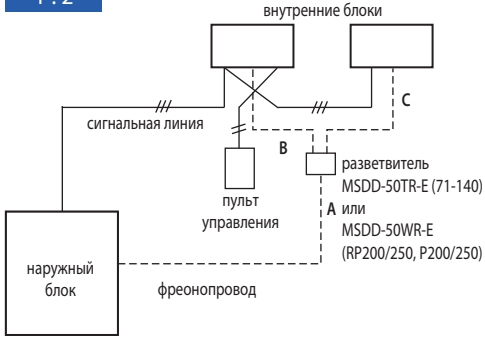 1 : 2
внутренние блоки
C
сигнальная линия
B
пульт
управления
разветвитель
MSDD-50TR-E (71-140)
A или
MSDD-50WR-E
(RP200/250, P200/250)
наружный
блок
фреонопровод